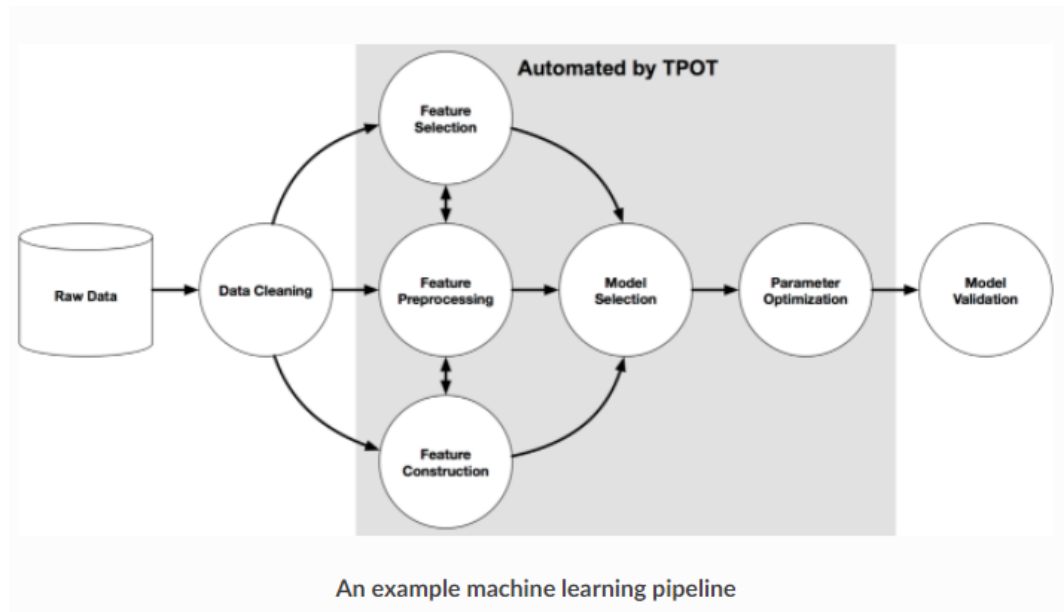 Automated by TPOT
Feature
Selection
Raw Data
Data Cleaning
Feature
Preprocessing
Model
Selection
Parameter
Optimization
Model
Validation
Feature
Construction
An example machine learning pipeline